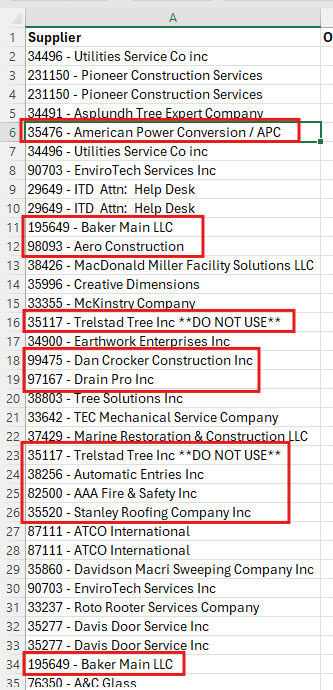 A
1 Supplier O
2 34496 - Utilities Service Co inc
3 231150 - Pioneer Construction Services
4 231150 - Pioneer Construction Services
5 34491 - Asplundh Tree Expert Company
6 35476 - American Power Conversion / APC
7 34496 - Utilities Service Co inc
8 90703 - EnviroTech Services Inc
9 29649 - ITD Attn: Help Desk
10 29649 - ITD Attn: Help Desk
11 195649 - Baker Main LLC
12 98093 - Aero Construction
13 38426 - MacDonald Miller Facility Solutions LLC
14 35996 - Creative Dimensions
15 33355 - McKinstry Company
16 35117 - Trelstad Tree Inc **DO NOT USE**
17 34900 - Earthwork Enterprises Inc
18 99475 - Dan Crocker Construction Inc
19 97167 - Drain Pro Inc
20 38803 - Tree Solutions Inc
21 33642 - TEC Mechanical Service Company
22 37429 - Marine Restoration & Construction LLC
23 35117 - Trelstad Tree Inc **DO NOT USE**
24 38256 - Automatic Entries Inc
25 82500 - AAA Fire & Safety Inc
26 35520 - Stanley Roofing Company Inc
27 87111 - ATCO International
28 87111 - ATCO International
29 35860 - Davidson Macri Sweeping Company Inc
30 90703 - EnviroTech Services Inc
31 33237 - Roto Rooter Services Company
32 35277 - Davis Door Service Inc
33 35277 - Davis Door Service Inc
34 195649 - Baker Main LLC
35 76350 - A&C Glass